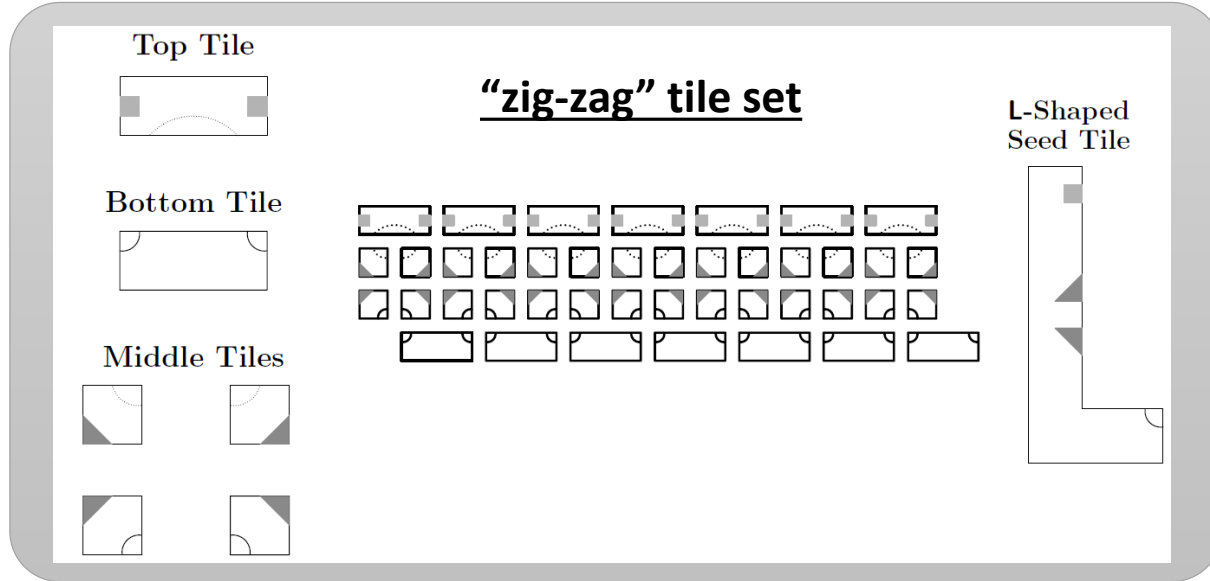 Top Tile
“zig-zag” tile set
L-Shaped
Seed Tile
Bottom Tile
Middle Tiles